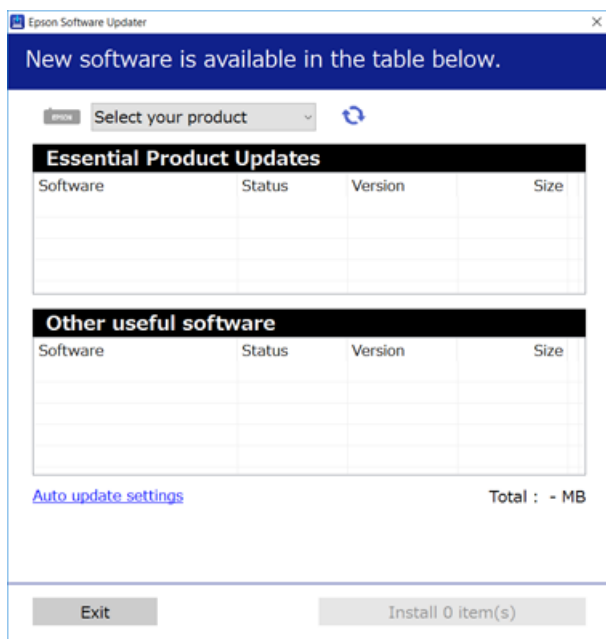 Epson Software Updater
New software is available in the table below.
EPSON Select your product
Essential Product Updates
Software Status Version Size
Other useful software
Software Status Version Size
Auto update settings Total : - MB
Exit Install 0 item(s)